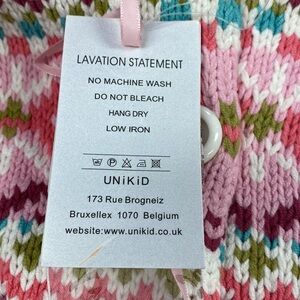 LAVATION STATEMENT
NO MACHINE WASH
DO NOT BLEACH
HANG DRY
LOW IRON
UNiKiD
173 Rue Brogniez
Bruxellex 1070 Belgium
website:www.unikid.co.uk